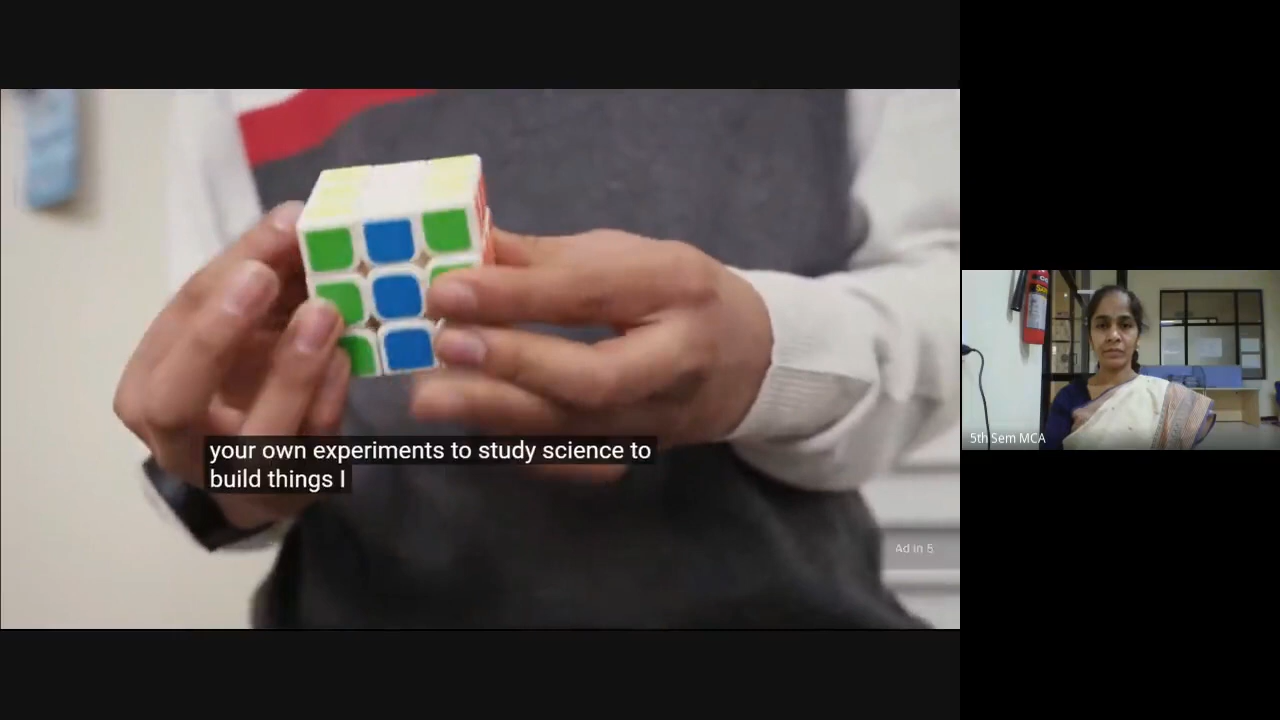 your own experiments to study science to
build things I
Ad in 5
5th Sem MCA